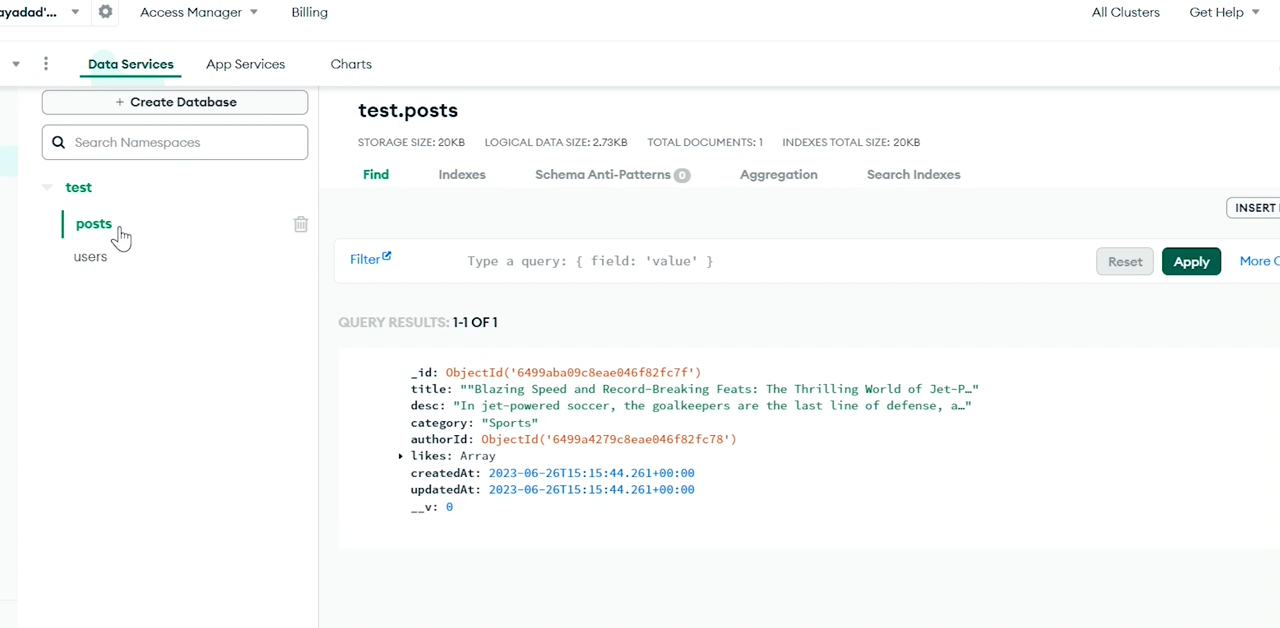 ayadad'... Access Manager Billing All Clusters Get Help
Data Services App Services Charts
+ Create Database
Search Namespaces
test
posts
users
test.posts
STORAGE SIZE: 20KB LOGICAL DATA SIZE: 2.73KB TOTAL DOCUMENTS: 1 INDEXES TOTAL SIZE: 20KB
Find Indexes Schema Anti-Patterns 0 Aggregation Search Indexes
INSERT
Filter Type a query: { field: 'value' } Reset Apply More
QUERY RESULTS: 1-1 OF 1
_id: ObjectId('6499aba09c8eae046f82fc7f')
title: ""Blazing Speed and Record-Breaking Feats: The Thrilling World of Jet-P…"
desc: "In jet-powered soccer, the goalkeepers are the last line of defense, a…"
category: "Sports"
authorId: ObjectId('6499a4279c8eae046f82fc78')
likes: Array
createdAt: 2023-06-26T15:15:44.261+00:00
updatedAt: 2023-06-26T15:15:44.261+00:00
__v: 0